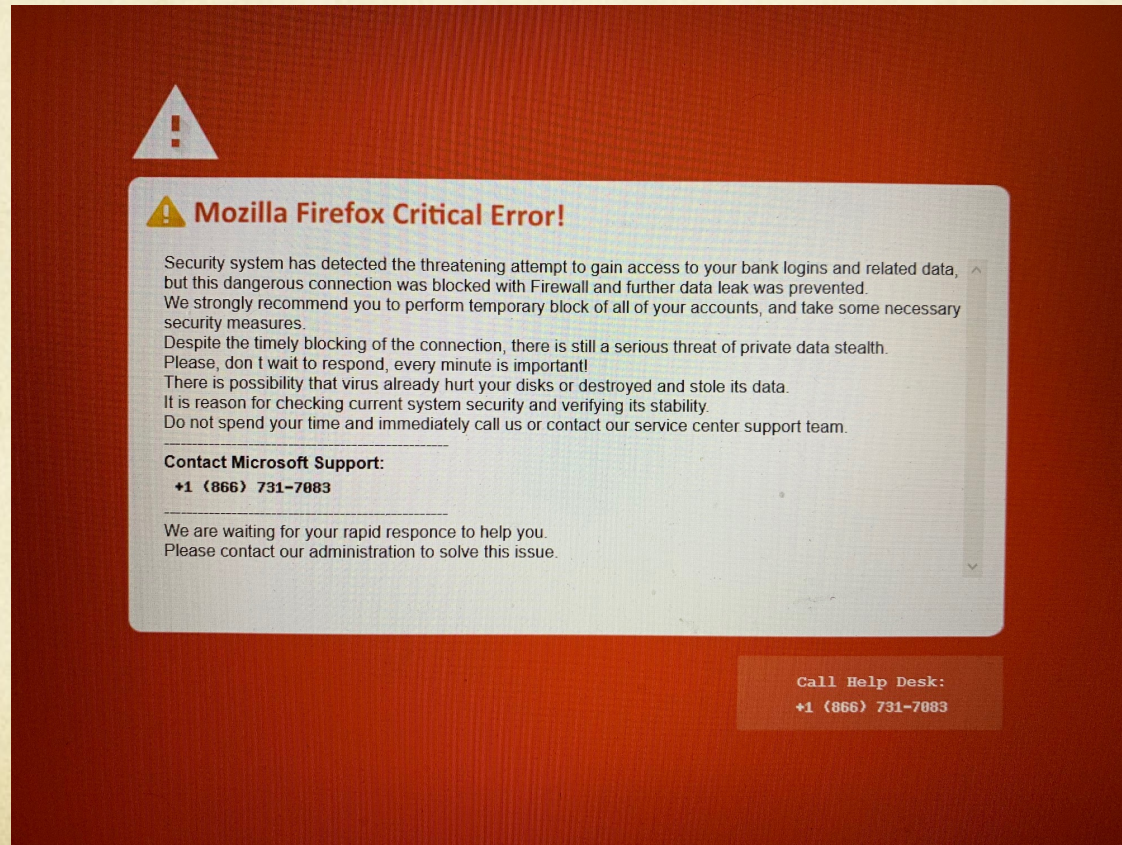 Mozilla Firefox Critical Error!
Security system has detected the threatening attempt to gain access to your bank logins and related data,
but this dangerous connection was blocked with Firewall and further data leak was prevented.
We strongly recommend you to perform temporary block of all of your accounts, and take some necessary
security measures.
Despite the timely blocking of the connection, there is still a serious threat of private data stealth.
Please, don t wait to respond, every minute is important!
There is possibility that virus already hurt your disks or destroyed and stole its data.
It is reason for checking current system security and verifying its stability.
Do not spend your time and immediately call us or contact our service center support team.
Contact Microsoft Support:
+1 (866) 731-7083
We are waiting for your rapid responce to help you.
Please contact our administration to solve this issue.
Call Help Desk:
+1 (866) 731-7083